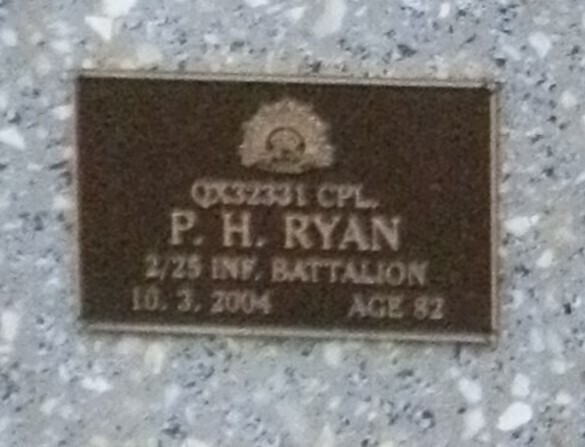 QX32331 CPL.
P. H. RYAN
2/25 INF. BATTALION
10. 3. 2004 AGE 82